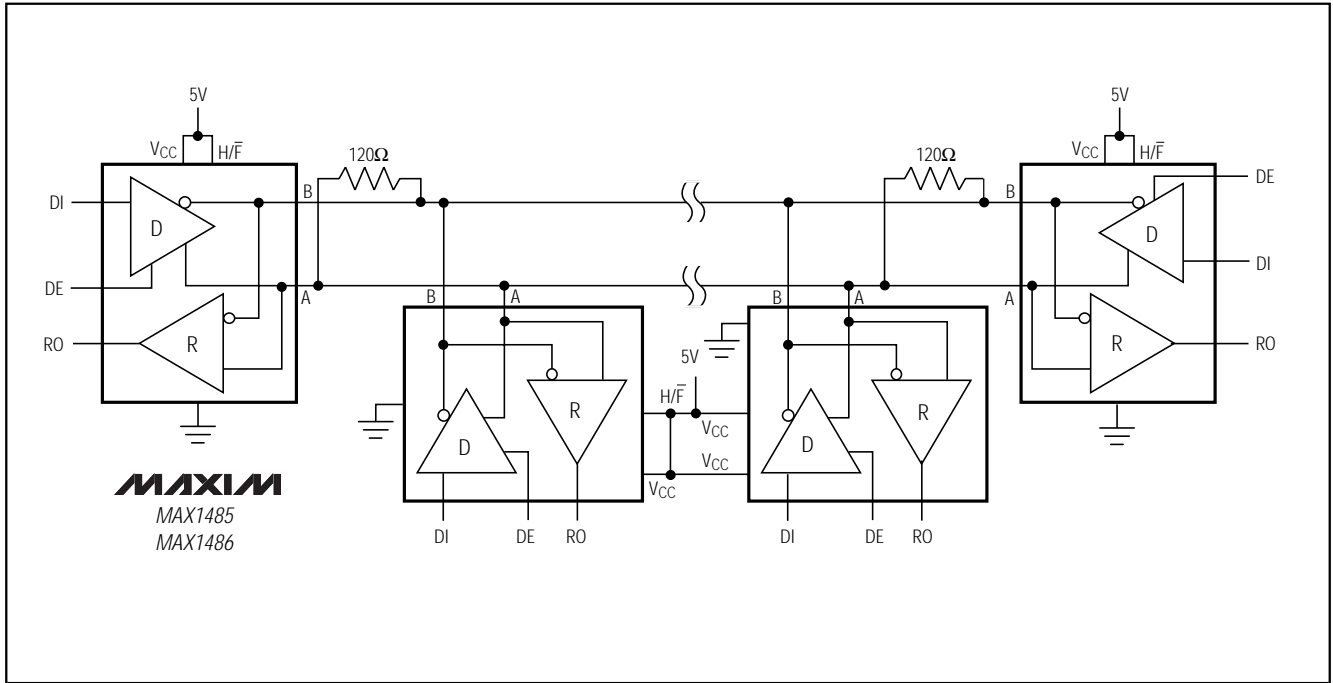 5V
5V
VCC H/F̅
120Ω
120Ω
VCC H/F̅
DI
D
B
B
D
DE
DI
DE
A
B
A
B
A
A
RO
R
R
RO
5V
H/F̅
VCC
D
R
D
R
VCC
VCC
DI
DE
RO
DI
DE
RO
MAXIM
MAX1485
MAX1486